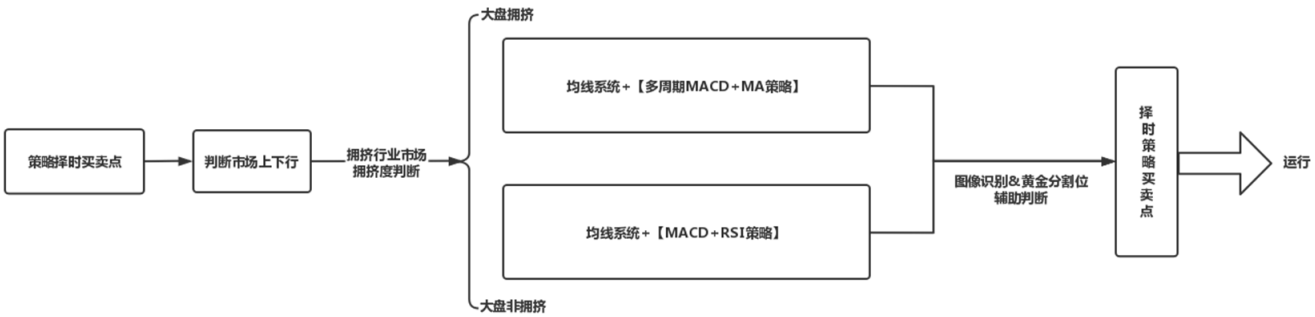 大盘拥挤
均线系统+【多周期MACD+MA策略】
策略择时买卖点
判断市场上下行
拥挤行业市场
拥挤度判断
图像识别&黄金分割位
辅助判断
择时策略买卖点
运行
均线系统+【MACD+RSI策略】
大盘非拥挤